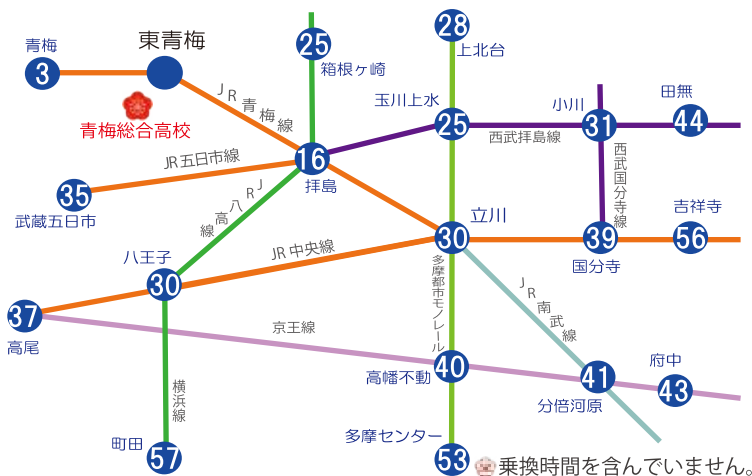 青梅
3
東青梅
青梅総合高校
JR青梅線
25
箱根ヶ崎
28
上北台
玉川上水
25
西武拝島線
小川
31
田無
44
西武国分寺線
JR五日市線
16
拝島
35
武蔵五日市
JR八高線
立川
30
39
国分寺
吉祥寺
56
八王子
30
JR中央線
多摩都市モノレール
JR南武線
37
高尾
京王線
40
高幡不動
41
分倍河原
府中
43
横浜線
町田
57
多摩センター
53
乗換時間を含んでいません。